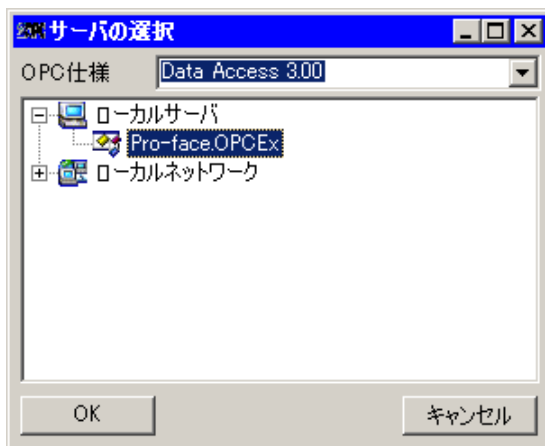 サーバの選択
OPC仕様 Data Access 3.00
ローカルサーバ
Pro-face.OPCEx
ローカルネットワーク
OK キャンセル